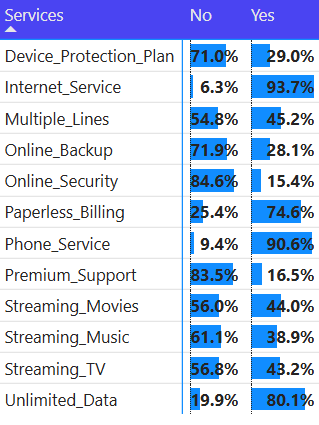 Services No Yes
Device_Protection_Plan 71.0% 29.0%
Internet_Service 6.3% 93.7%
Multiple_Lines 54.8% 45.2%
Online_Backup 71.9% 28.1%
Online_Security 84.6% 15.4%
Paperless_Billing 25.4% 74.6%
Phone_Service 9.4% 90.6%
Premium_Support 83.5% 16.5%
Streaming_Movies 56.0% 44.0%
Streaming_Music 61.1% 38.9%
Streaming_TV 56.8% 43.2%
Unlimited_Data 19.9% 80.1%